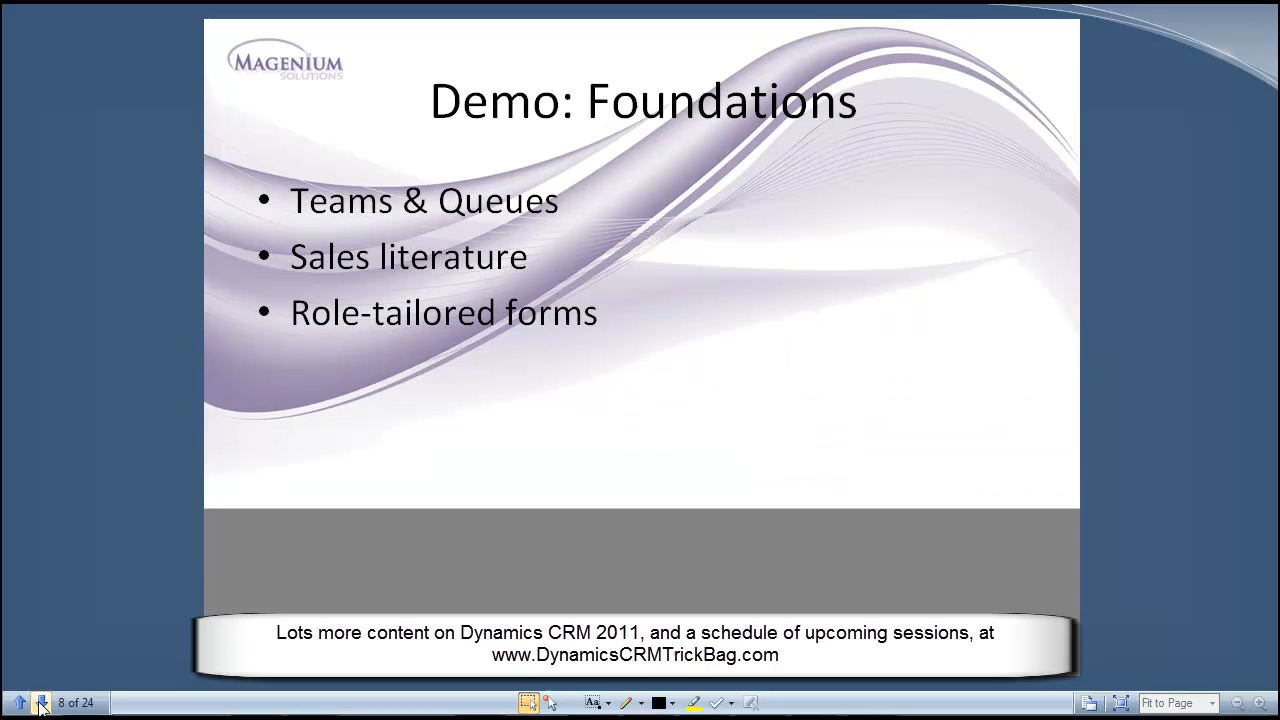 MAGENIUM
SOLUTIONS
Demo: Foundations
• Teams & Queues
• Sales literature
• Role-tailored forms
Lots more content on Dynamics CRM 2011, and a schedule of upcoming sessions, at
www.DynamicsCRMTrickBag.com
8 of 24
Aa
Fit to Page